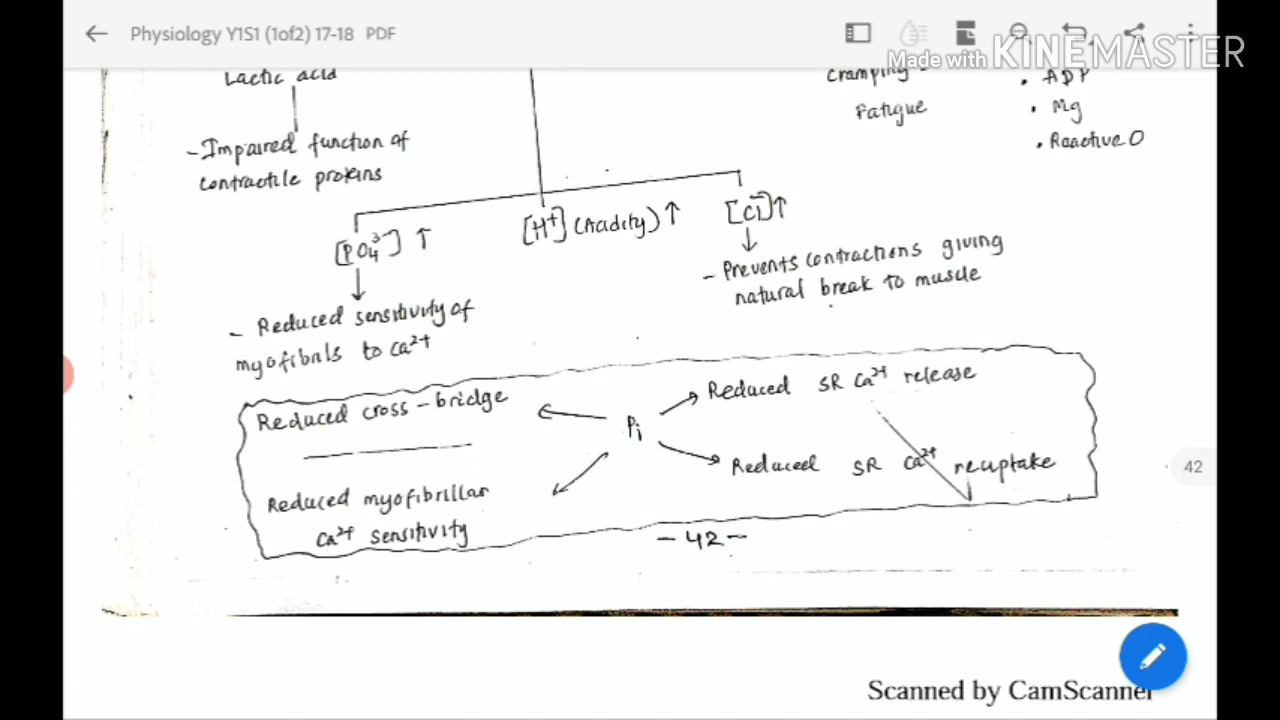 Physiology Y1S1 (1of2) 17-18 PDF
Made with KINEMASTER
Lactic acid
- Impaired function of
contractile proteins
Cramping
Fatigue
• ADP
• Mg
• Reactive O
[PO₄³⁻] ↑
[H⁺] (Acidity) ↑
[Cl⁻] ↑
- Reduced sensitivity of
myofibrils to Ca²⁺
- Prevents contractions giving
natural break to muscle
Reduced cross-bridge
Pi
Reduced SR Ca²⁺ release
Reduced SR Ca²⁺ reuptake
Reduced myofibrillar
Ca²⁺ sensitivity
- 42 -
42
Scanned by CamScanner